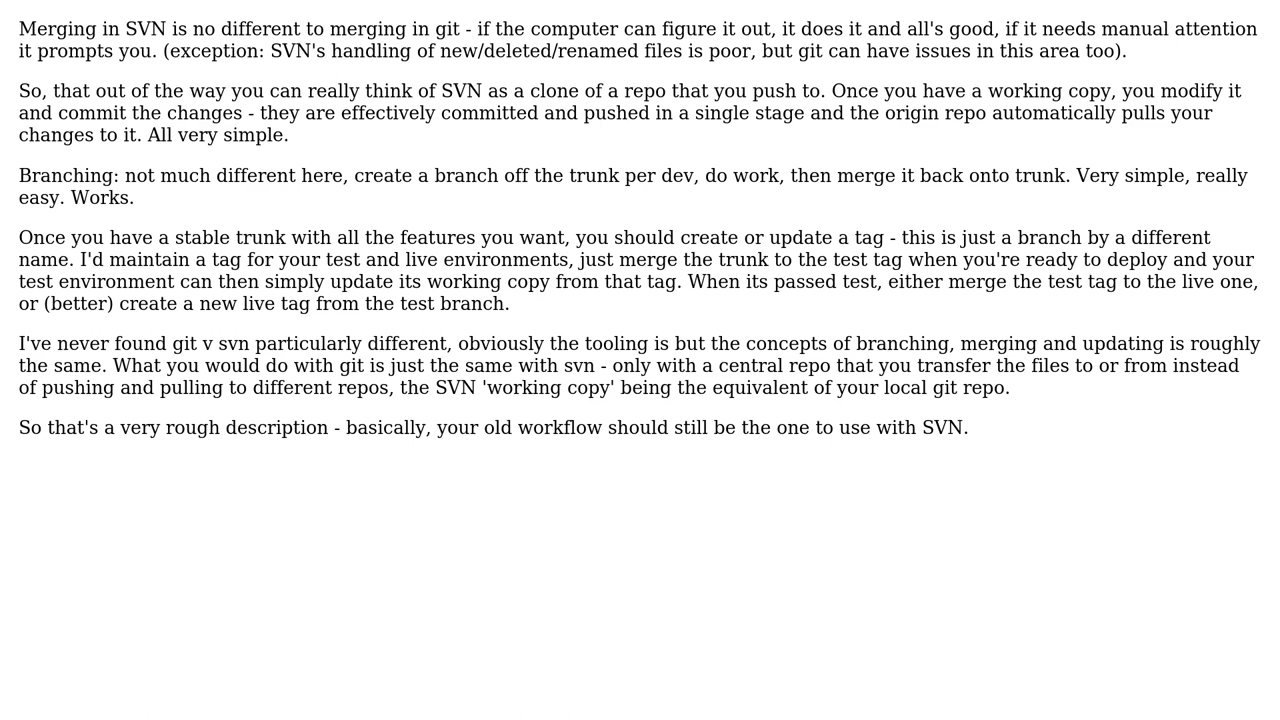 Merging in SVN is no different to merging in git - if the computer can figure it out, it does it and all's good, if it needs manual attention
it prompts you. (exception: SVN's handling of new/deleted/renamed files is poor, but git can have issues in this area too).
So, that out of the way you can really think of SVN as a clone of a repo that you push to. Once you have a working copy, you modify it
and commit the changes - they are effectively committed and pushed in a single stage and the origin repo automatically pulls your
changes to it. All very simple.
Branching: not much different here, create a branch off the trunk per dev, do work, then merge it back onto trunk. Very simple, really
easy. Works.
Once you have a stable trunk with all the features you want, you should create or update a tag - this is just a branch by a different
name. I'd maintain a tag for your test and live environments, just merge the trunk to the test tag when you're ready to deploy and your
test environment can then simply update its working copy from that tag. When its passed test, either merge the test tag to the live one,
or (better) create a new live tag from the test branch.
I've never found git v svn particularly different, obviously the tooling is but the concepts of branching, merging and updating is roughly
the same. What you would do with git is just the same with svn - only with a central repo that you transfer the files to or from instead
of pushing and pulling to different repos, the SVN 'working copy' being the equivalent of your local git repo.
So that's a very rough description - basically, your old workflow should still be the one to use with SVN.